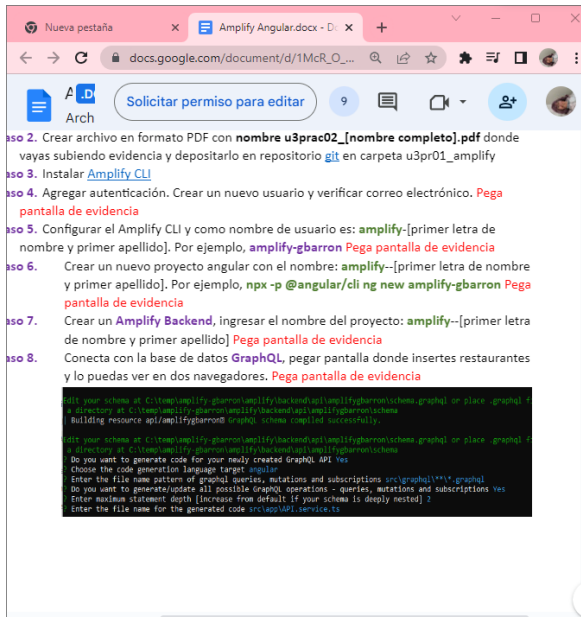 Nueva pestaña
Amplify Angular.docx - Do
docs.google.com/document/d/1McR_O_...
.D
Arch
Solicitar permiso para editar
9
aso 2. Crear archivo en formato PDF con nombre u3prac02_[nombre completo].pdf donde
vayas subiendo evidencia y depositarlo en repositorio git en carpeta u3pr01_amplify
aso 3. Instalar Amplify CLI
aso 4. Agregar autenticación. Crear un nuevo usuario y verificar correo electrónico. Pega
pantalla de evidencia
aso 5. Configurar el Amplify CLI y como nombre de usuario es: amplify-[primer letra de
nombre y primer apellido]. Por ejemplo, amplify-gbarron Pega pantalla de evidencia
aso 6. Crear un nuevo proyecto angular con el nombre: amplify--[primer letra de nombre
y primer apellido]. Por ejemplo, npx -p @angular/cli ng new amplify-gbarron Pega
pantalla de evidencia
aso 7. Crear un Amplify Backend, ingresar el nombre del proyecto: amplify--[primer letra
de nombre y primer apellido] Pega pantalla de evidencia
aso 8. Conecta con la base de datos GraphQL, pegar pantalla donde insertes restaurantes
y lo puedas ver en dos navegadores. Pega pantalla de evidencia
Edit your schema at C:\temp\amplify-gbarron\amplify\backend\api\amplifygbarron\schema.graphql or place .graphql f
a directory at C:\temp\amplify-gbarron\amplify\backend\api\amplifygbarron\schema
| Building resource api/amplifygbarron GraphQL schema compiled successfully.
Edit your schema at C:\temp\amplify-gbarron\amplify\backend\api\amplifygbarron\schema.graphql or place .graphql f
a directory at C:\temp\amplify-gbarron\amplify\backend\api\amplifygbarron\schema
? Do you want to generate code for your newly created GraphQL API Yes
? Choose the code generation language target angular
? Enter the file name pattern of graphql queries, mutations and subscriptions src\graphql\**\*.graphql
? Do you want to generate/update all possible GraphQL operations - queries, mutations and subscriptions Yes
? Enter maximum statement depth [increase from default if your schema is deeply nested] 2
? Enter the file name for the generated code src\app\API.service.ts